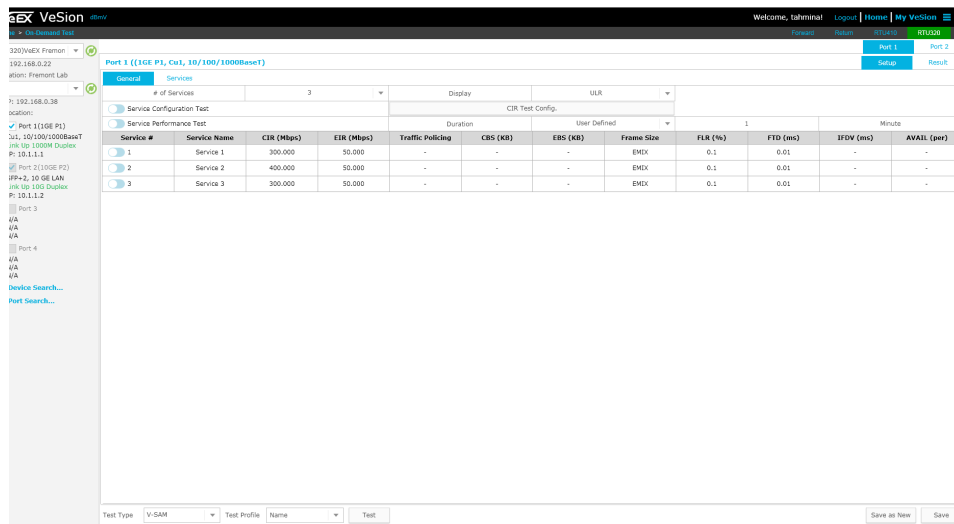 eEX VeSion dBmV
Welcome, tahmina! Logout Home My VeSion
> On Demand Test
Forward Return RTU410 RTU320
320)VeEX Fremon
Port 1 Port 2
192.168.0.22
Port 1 ((1GE P1, Cu1, 10/100/1000BaseT)
Setup Result
ation: Fremont Lab
General Services
# of Services 3 Display ULR
P: 192.168.0.38
ocation:
Service Configuration Test CIR Test Config.
Service Performance Test Duration User Defined 1 Minute
Port 1(1GE P1)
Cu1, 10/100/1000BaseT
ink Up 1000M Duplex
P: 10.1.1.1
Port 2(10GE P2)
SFP+2, 10 GE LAN
ink Up 10G Duplex
P: 10.1.1.2
Port 3
N/A
N/A
N/A
Port 4
N/A
N/A
N/A
Device Search...
Port Search...
Service # Service Name CIR (Mbps) EIR (Mbps) Traffic Policing CBS (KB) EBS (KB) Frame Size FLR (%) FTD (ms) IFDV (ms) AVAIL (per)
1 Service 1 300.000 50.000 - - - EMIX 0.1 0.01 - -
2 Service 2 400.000 50.000 - - - EMIX 0.1 0.01 - -
3 Service 3 300.000 50.000 - - - EMIX 0.1 0.01 - -
Test Type V-SAM Test Profile Name Test Save as New Save